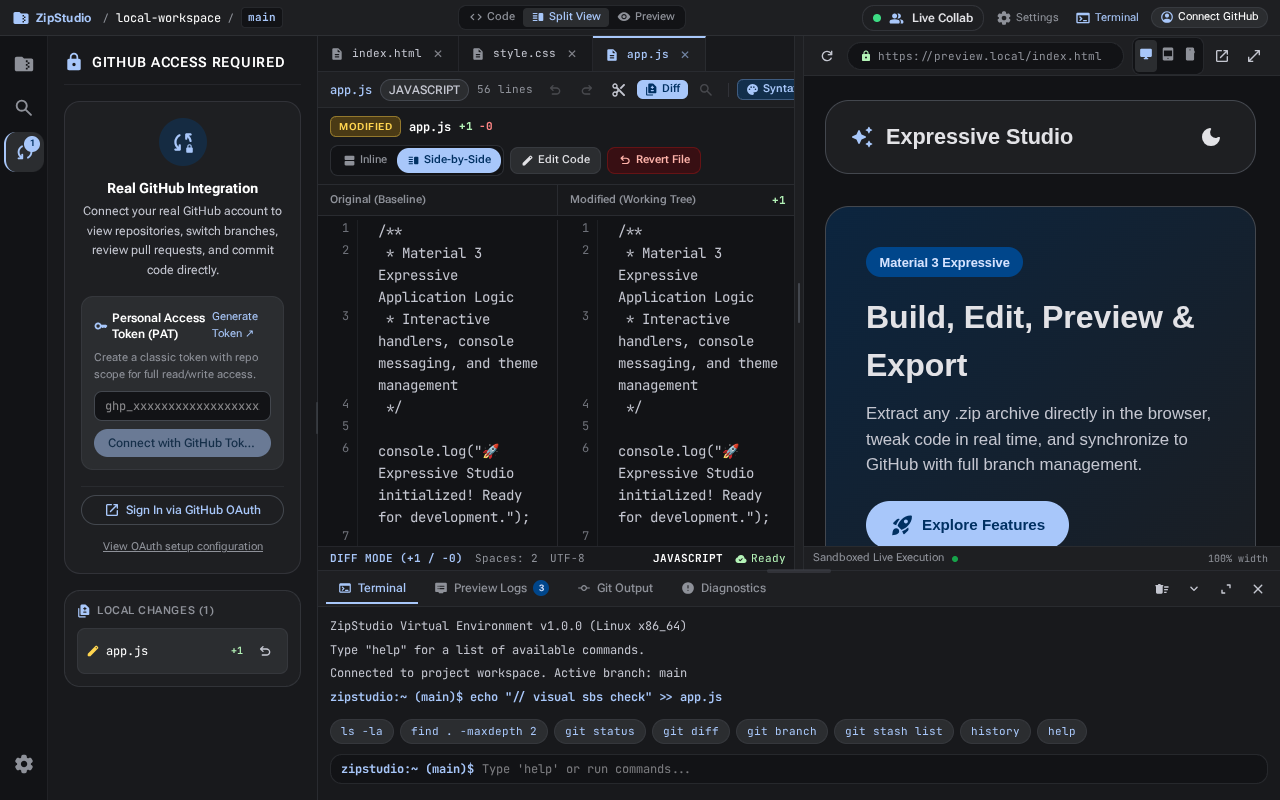 ZipStudio / local-workspace / main
Code Split View Preview
Live Collab Settings Terminal Connect GitHub
GITHUB ACCESS REQUIRED
1
Real GitHub Integration
Connect your real GitHub account to
view repositories, switch branches,
review pull requests, and commit
code directly.
Personal Access
Token (PAT)
Generate
Token ↗
Create a classic token with repo
scope for full read/write access.
ghp_xxxxxxxxxxxxxxxxxx
Connect with GitHub Tok...
Sign In via GitHub OAuth
View OAuth setup configuration
LOCAL CHANGES (1)
app.js +1
index.html × style.css × app.js ×
app.js JAVASCRIPT 56 lines Diff Synta
MODIFIED app.js +1 -0
Inline Side-by-Side Edit Code Revert File
Original (Baseline)
1 /**
2  * Material 3
Expressive
Application Logic
3  * Interactive
handlers, console
messaging, and theme
management
4  */
5
6 console.log("🚀
Expressive Studio
initialized! Ready
for development.");
7
Modified (Working Tree) +1
1 /**
2  * Material 3
Expressive
Application Logic
3  * Interactive
handlers, console
messaging, and theme
management
4  */
5
6 console.log("🚀
Expressive Studio
initialized! Ready
for development.");
7
DIFF MODE (+1 / -0) Spaces: 2 UTF-8 JAVASCRIPT Ready
https://preview.local/index.html
Expressive Studio
Material 3 Expressive
Build, Edit, Preview &
Export
Extract any .zip archive directly in the browser,
tweak code in real time, and synchronize to
GitHub with full branch management.
Explore Features
Sandboxed Live Execution 100% width
Terminal Preview Logs 3 Git Output Diagnostics
ZipStudio Virtual Environment v1.0.0 (Linux x86_64)
Type "help" for a list of available commands.
Connected to project workspace. Active branch: main
zipstudio:~ (main)$ echo "// visual sbs check" >> app.js
ls -la find . -maxdepth 2 git status git diff git branch git stash list history help
zipstudio:~ (main)$ Type 'help' or run commands...